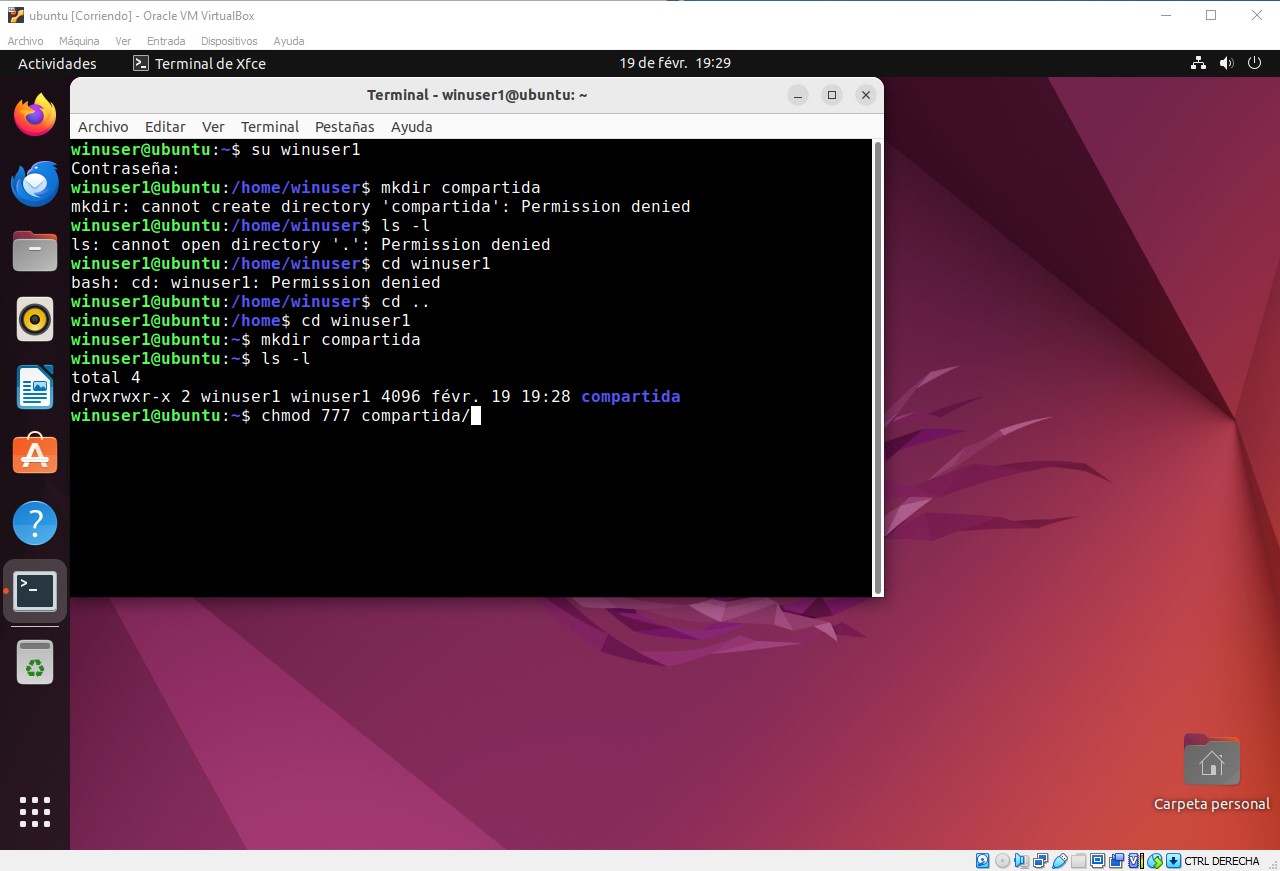 ubuntu [Corriendo] - Oracle VM VirtualBox
Archivo Máquina Ver Entrada Dispositivos Ayuda
Actividades Terminal de Xfce 19 de févr. 19:29
Terminal - winuser1@ubuntu: ~
Archivo Editar Ver Terminal Pestañas Ayuda
winuser@ubuntu:~$ su winuser1
Contraseña:
winuser1@ubuntu:/home/winuser$ mkdir compartida
mkdir: cannot create directory 'compartida': Permission denied
winuser1@ubuntu:/home/winuser$ ls -l
ls: cannot open directory '.': Permission denied
winuser1@ubuntu:/home/winuser$ cd winuser1
bash: cd: winuser1: Permission denied
winuser1@ubuntu:/home/winuser$ cd ..
winuser1@ubuntu:/home$ cd winuser1
winuser1@ubuntu:~$ mkdir compartida
winuser1@ubuntu:~$ ls -l
total 4
drwxrwxr-x 2 winuser1 winuser1 4096 févr. 19 19:28 compartida
winuser1@ubuntu:~$ chmod 777 compartida/
Carpeta personal
CTRL DERECHA